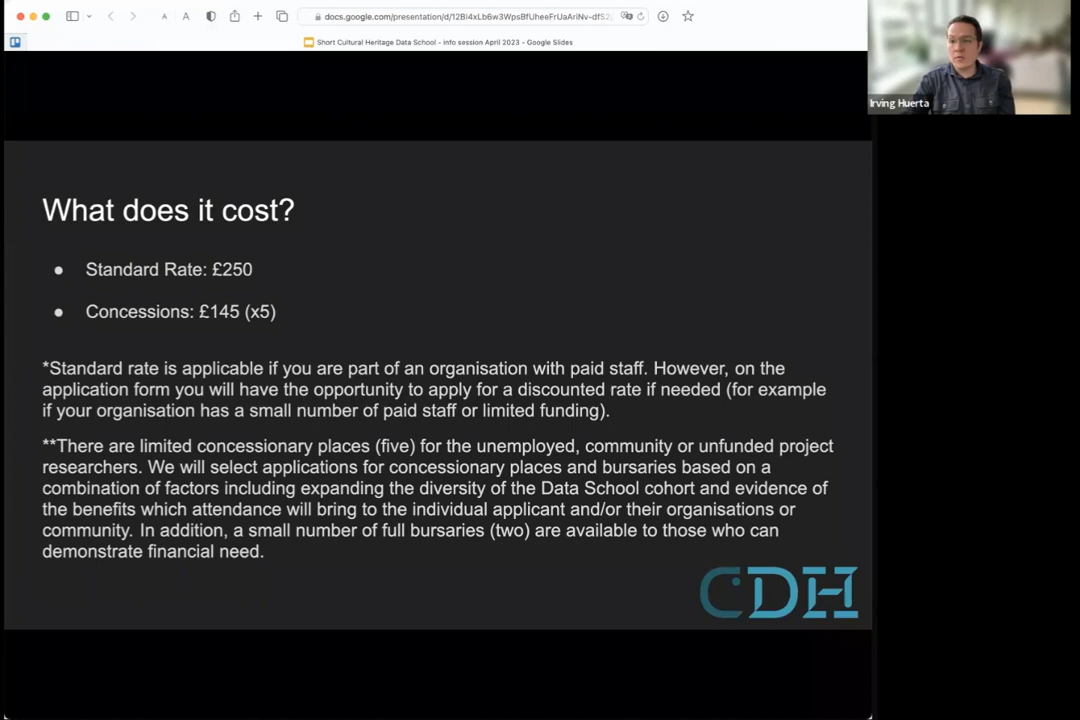 docs.google.com/presentation/d/12BI4xLb6w3WpsBfUheeFrUaAriNv-dfS2
Short Cultural Heritage Data School - info session April 2023 – Google Slides
Irving Huerta
What does it cost?
● Standard Rate: £250
● Concessions: £145 (x5)
*Standard rate is applicable if you are part of an organisation with paid staff. However, on the
application form you will have the opportunity to apply for a discounted rate if needed (for example
if your organisation has a small number of paid staff or limited funding).
**There are limited concessionary places (five) for the unemployed, community or unfunded project
researchers. We will select applications for concessionary places and bursaries based on a
combination of factors including expanding the diversity of the Data School cohort and evidence of
the benefits which attendance will bring to the individual applicant and/or their organisations or
community. In addition, a small number of full bursaries (two) are available to those who can
demonstrate financial need.
CDH